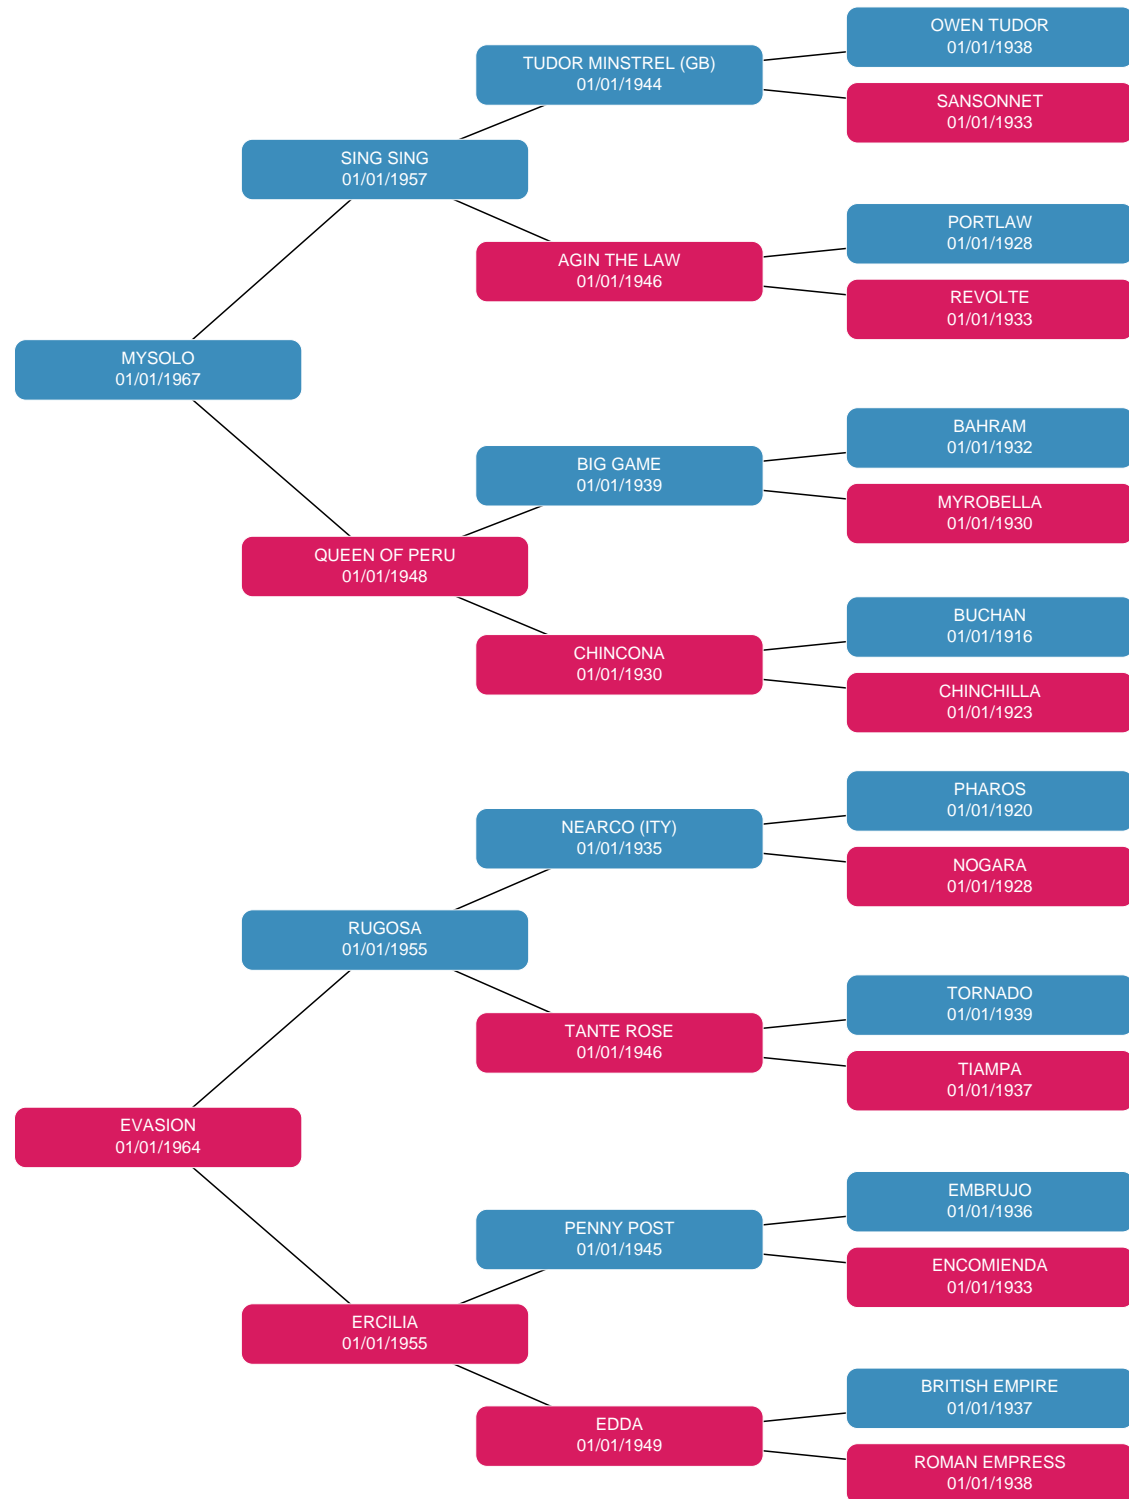 OWEN TUDOR
01/01/1938
TUDOR MINSTREL (GB)
01/01/1944
SANSONNET
01/01/1933
SING SING
01/01/1957
PORTLAW
01/01/1928
AGIN THE LAW
01/01/1946
REVOLTE
01/01/1933
MYSOLO
01/01/1967
BAHRAM
01/01/1932
BIG GAME
01/01/1939
MYROBELLA
01/01/1930
QUEEN OF PERU
01/01/1948
BUCHAN
01/01/1916
CHINCONA
01/01/1930
CHINCHILLA
01/01/1923
PHAROS
01/01/1920
NEARCO (ITY)
01/01/1935
NOGARA
01/01/1928
RUGOSA
01/01/1955
TORNADO
01/01/1939
TANTE ROSE
01/01/1946
TIAMPA
01/01/1937
EVASION
01/01/1964
EMBRUJO
01/01/1936
PENNY POST
01/01/1945
ENCOMIENDA
01/01/1933
ERCILIA
01/01/1955
BRITISH EMPIRE
01/01/1937
EDDA
01/01/1949
ROMAN EMPRESS
01/01/1938